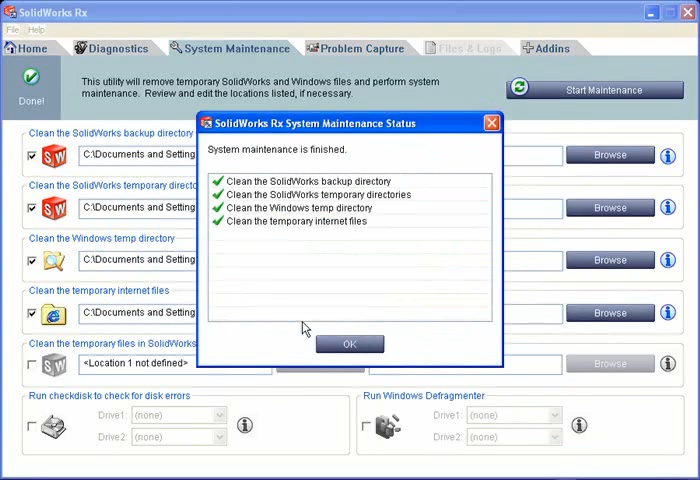 SolidWorks Rx
File Help
Home
Diagnostics
System Maintenance
Problem Capture
Files & Logs
Addins
Done!
This utility will remove temporary SolidWorks and Windows files and perform system
maintenance. Review and edit the locations listed, if necessary.
Start Maintenance
SolidWorks Rx System Maintenance Status
System maintenance is finished.
Clean the SolidWorks backup directory
Clean the SolidWorks temporary directories
Clean the Windows temp directory
Clean the temporary internet files
OK
Clean the SolidWorks backup directory
C:\Documents and Setting
Browse
Clean the SolidWorks temporary directo
C:\Documents and Setting
Browse
Clean the Windows temp directory
C:\Documents and Setting
Browse
Clean the temporary internet files
C:\Documents and Setting
Browse
Clean the temporary files in SolidWorks
<Location 1 not defined>
Browse
Run checkdisk to check for disk errors
Drive1: (none)
Drive2: (none)
Run Windows Defragmenter
Drive1: (none)
Drive2: (none)